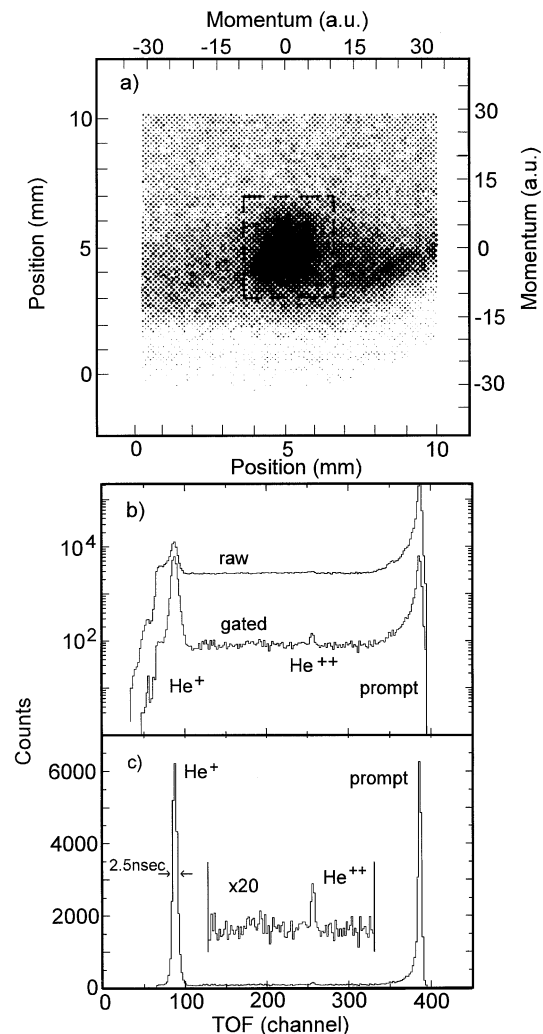 Momentum (a.u.)
-30 -15 0 15 30
a)
10
5
0
Position (mm)
30
15
0
-15
-30
Momentum (a.u.)
0 5 10
Position (mm)
b)
10^4
raw
10^2
gated
He^+
He^++
prompt
Counts
c)
6000
He^+
prompt
4000
2.5nsec
x20
He^++
2000
0
0 100 200 300 400
TOF (channel)